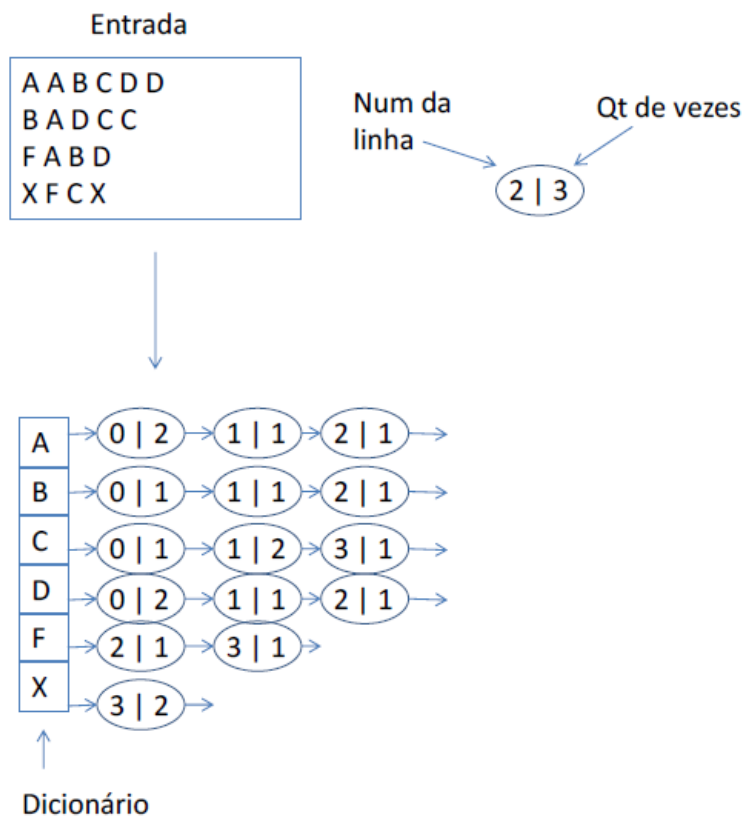 Entrada
A A B C D D
B A D C C
F A B D
X F C X
Num da
linha
Qt de vezes
2 | 3
A
0 | 2
1 | 1
2 | 1
B
0 | 1
1 | 1
2 | 1
C
0 | 1
1 | 2
3 | 1
D
0 | 2
1 | 1
2 | 1
F
2 | 1
3 | 1
X
3 | 2
Dicionário